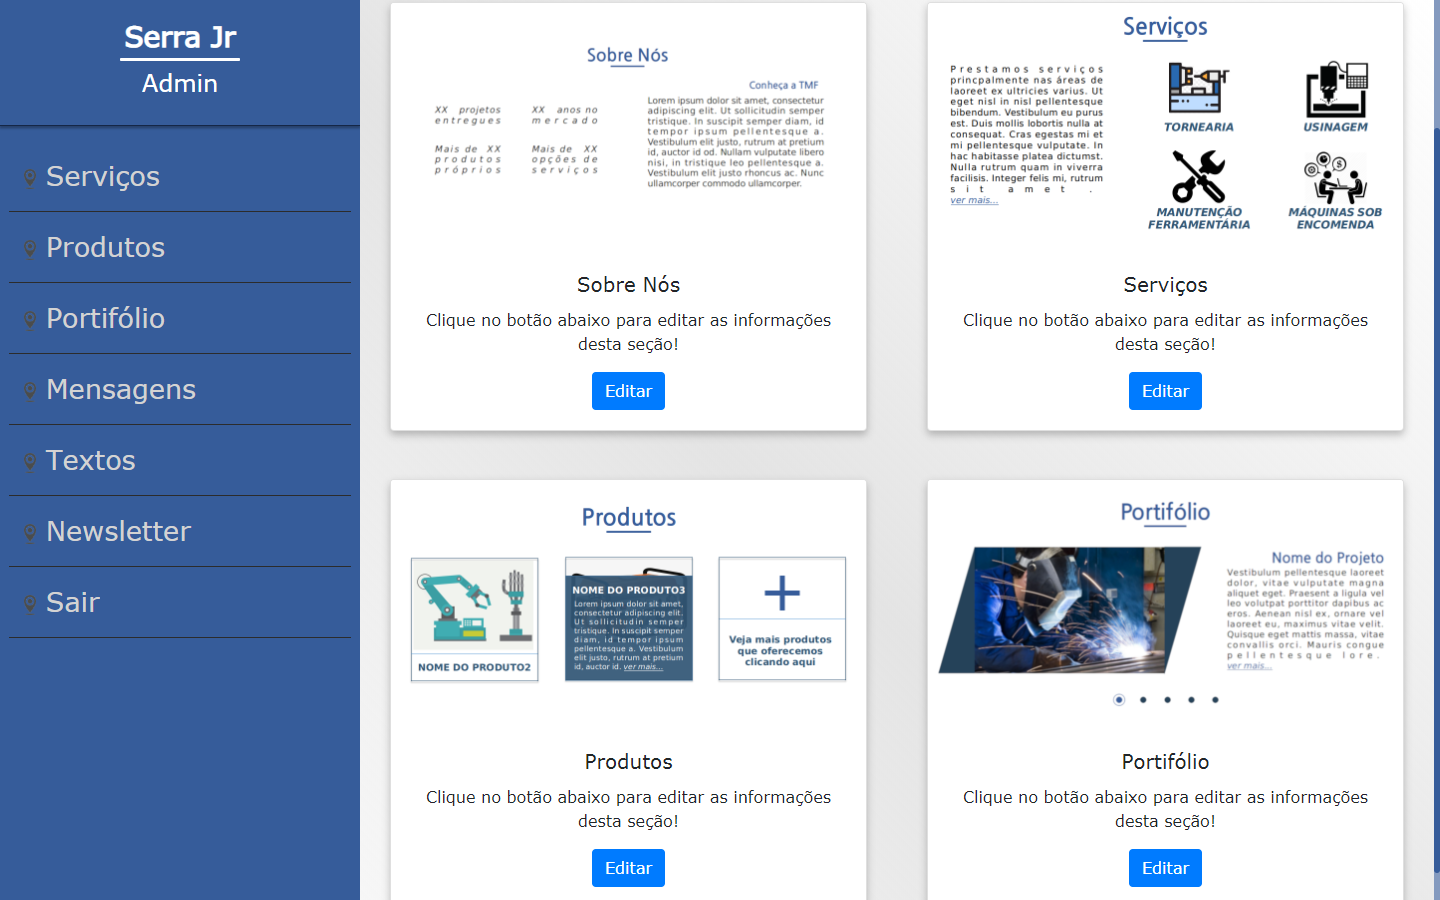 Serra Jr
Admin
Serviços
Produtos
Portifólio
Mensagens
Textos
Newsletter
Sair
Sobre Nós
XX projetos
entregues
XX anos no
mercado
Mais de XX
produtos
próprios
Mais de XX
opções de
serviços
Conheça a TMF
Lorem ipsum dolor sit amet, consectetur
adipiscing elit. Ut sollicitudin semper
tristique. In suscipit semper diam, id
tempor ipsum pellentesque a.
Vestibulum elit justo, rutrum at pretium
id, auctor id od. Nullam vulputate libero
nisi, in tristique leo pellentesque a.
Vestibulum elit justo rhoncus ac. Nunc
ullamcorper commodo ullamcorper.
Sobre Nós
Clique no botão abaixo para editar as informações
desta seção!
Editar
Serviços
Prestamos serviços
princpalmente nas áreas de
laoreet ex ultricies varius. Ut
eget nisl in nisl pellentesque
bibendum. Vestibulum eu purus
est. Duis mollis lobortis nulla at
consequat. Cras egestas mi et
mi pellentesque vulputate. In
hac habitasse platea dictumst.
Nulla rutrum quam in viverra
facilisis. Integer felis mi, rutrum
sit amet.
ver mais...
TORNEARIA
USINAGEM
MANUTENÇÃO
FERRAMENTÁRIA
MÁQUINAS SOB
ENCOMENDA
Serviços
Clique no botão abaixo para editar as informações
desta seção!
Editar
Produtos
NOME DO PRODUTO2
NOME DO PRODUTO3
Lorem ipsum dolor sit amet,
consectetur adipiscing elit.
Ut sollicitudin semper
tristique. In suscipit semper
diam, id tempor ipsum
pellentesque a. Vestibulum
elit justo, rutrum at pretium
id, auctor id. ver mais...
Veja mais produtos
que oferecemos
clicando aqui
Produtos
Clique no botão abaixo para editar as informações
desta seção!
Editar
Portifólio
Nome do Projeto
Vestibulum pellentesque laoreet
dolor, vitae vulputate magna
aliquet eget. Praesent a ligula vel
leo volutpat porttitor dapibus ac
eros. Aenean nisl ex, ornare vel
laoreet eu, maximus vitae velit.
Quisque eget mattis massa, vitae
convallis orci. Mauris congue
pellentesque lore.
ver mais...
Portifólio
Clique no botão abaixo para editar as informações
desta seção!
Editar